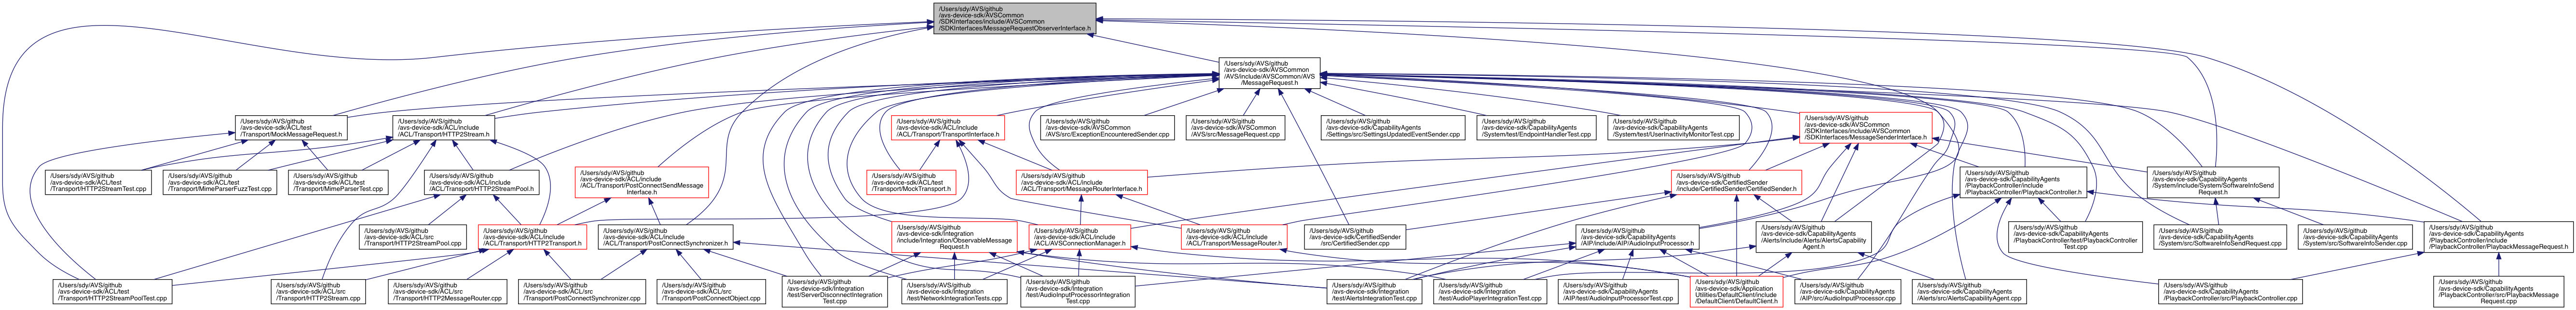 /Users/sdy/AVS/github
/avs-device-sdk/AVSCommon
/SDKInterfaces/include/AVSCommon
/SDKInterfaces/MessageRequestObserverInterface.h
/Users/sdy/AVS/github
/avs-device-sdk/AVSCommon
/AVS/include/AVSCommon/AVS
/MessageRequest.h
/Users/sdy/AVS/github
/avs-device-sdk/ACL/test
/Transport/MockMessageRequest.h
/Users/sdy/AVS/github
/avs-device-sdk/ACL/include
/ACL/Transport/HTTP2Stream.h
/Users/sdy/AVS/github
/avs-device-sdk/ACL/include
/ACL/Transport/TransportInterface.h
/Users/sdy/AVS/github
/avs-device-sdk/AVSCommon
/AVS/src/ExceptionEncounteredSender.cpp
/Users/sdy/AVS/github
/avs-device-sdk/AVSCommon
/AVS/src/MessageRequest.cpp
/Users/sdy/AVS/github
/avs-device-sdk/CapabilityAgents
/Settings/src/SettingsUpdatedEventSender.cpp
/Users/sdy/AVS/github
/avs-device-sdk/CapabilityAgents
/System/test/EndpointHandlerTest.cpp
/Users/sdy/AVS/github
/avs-device-sdk/CapabilityAgents
/System/test/UserInactivityMonitorTest.cpp
/Users/sdy/AVS/github
/avs-device-sdk/AVSCommon
/SDKInterfaces/include/AVSCommon
/SDKInterfaces/MessageSenderInterface.h
/Users/sdy/AVS/github
/avs-device-sdk/ACL/test
/Transport/HTTP2StreamTest.cpp
/Users/sdy/AVS/github
/avs-device-sdk/ACL/test
/Transport/MimeParserFuzzTest.cpp
/Users/sdy/AVS/github
/avs-device-sdk/ACL/test
/Transport/MimeParserTest.cpp
/Users/sdy/AVS/github
/avs-device-sdk/ACL/include
/ACL/Transport/HTTP2StreamPool.h
/Users/sdy/AVS/github
/avs-device-sdk/ACL/include
/ACL/Transport/PostConnectSendMessage
Interface.h
/Users/sdy/AVS/github
/avs-device-sdk/ACL/test
/Transport/MockTransport.h
/Users/sdy/AVS/github
/avs-device-sdk/ACL/include
/ACL/Transport/MessageRouterInterface.h
/Users/sdy/AVS/github
/avs-device-sdk/CertifiedSender
/include/CertifiedSender/CertifiedSender.h
/Users/sdy/AVS/github
/avs-device-sdk/CapabilityAgents
/PlaybackController/include
/PlaybackController/PlaybackController.h
/Users/sdy/AVS/github
/avs-device-sdk/CapabilityAgents
/System/include/System/SoftwareInfoSend
Request.h
/Users/sdy/AVS/github
/avs-device-sdk/ACL/src
/Transport/HTTP2StreamPool.cpp
/Users/sdy/AVS/github
/avs-device-sdk/ACL/include
/ACL/Transport/HTTP2Transport.h
/Users/sdy/AVS/github
/avs-device-sdk/ACL/include
/ACL/Transport/PostConnectSynchronizer.h
/Users/sdy/AVS/github
/avs-device-sdk/Integration
/include/Integration/ObservableMessage
Request.h
/Users/sdy/AVS/github
/avs-device-sdk/ACL/include
/ACL/AVSConnectionManager.h
/Users/sdy/AVS/github
/avs-device-sdk/ACL/include
/ACL/Transport/MessageRouter.h
/Users/sdy/AVS/github
/avs-device-sdk/CertifiedSender
/src/CertifiedSender.cpp
/Users/sdy/AVS/github
/avs-device-sdk/CapabilityAgents
/AIP/include/AIP/AudioInputProcessor.h
/Users/sdy/AVS/github
/avs-device-sdk/CapabilityAgents
/Alerts/include/Alerts/AlertsCapability
Agent.h
/Users/sdy/AVS/github
/avs-device-sdk/CapabilityAgents
/PlaybackController/test/PlaybackController
Test.cpp
/Users/sdy/AVS/github
/avs-device-sdk/CapabilityAgents
/System/src/SoftwareInfoSendRequest.cpp
/Users/sdy/AVS/github
/avs-device-sdk/CapabilityAgents
/System/src/SoftwareInfoSender.cpp
/Users/sdy/AVS/github
/avs-device-sdk/CapabilityAgents
/PlaybackController/include
/PlaybackController/PlaybackMessageRequest.h
/Users/sdy/AVS/github
/avs-device-sdk/ACL/test
/Transport/HTTP2StreamPoolTest.cpp
/Users/sdy/AVS/github
/avs-device-sdk/ACL/src
/Transport/HTTP2Stream.cpp
/Users/sdy/AVS/github
/avs-device-sdk/ACL/src
/Transport/HTTP2MessageRouter.cpp
/Users/sdy/AVS/github
/avs-device-sdk/ACL/src
/Transport/PostConnectSynchronizer.cpp
/Users/sdy/AVS/github
/avs-device-sdk/ACL/src
/Transport/PostConnectObject.cpp
/Users/sdy/AVS/github
/avs-device-sdk/Integration
/test/ServerDisconnectIntegration
Test.cpp
/Users/sdy/AVS/github
/avs-device-sdk/Integration
/test/NetworkIntegrationTests.cpp
/Users/sdy/AVS/github
/avs-device-sdk/Integration
/test/AudioInputProcessorIntegration
Test.cpp
/Users/sdy/AVS/github
/avs-device-sdk/Integration
/test/AlertsIntegrationTest.cpp
/Users/sdy/AVS/github
/avs-device-sdk/Integration
/test/AudioPlayerIntegrationTest.cpp
/Users/sdy/AVS/github
/avs-device-sdk/CapabilityAgents
/AIP/test/AudioInputProcessorTest.cpp
/Users/sdy/AVS/github
/avs-device-sdk/Application
Utilities/DefaultClient/include
/DefaultClient/DefaultClient.h
/Users/sdy/AVS/github
/avs-device-sdk/CapabilityAgents
/AIP/src/AudioInputProcessor.cpp
/Users/sdy/AVS/github
/avs-device-sdk/CapabilityAgents
/Alerts/src/AlertsCapabilityAgent.cpp
/Users/sdy/AVS/github
/avs-device-sdk/CapabilityAgents
/PlaybackController/src/PlaybackController.cpp
/Users/sdy/AVS/github
/avs-device-sdk/CapabilityAgents
/PlaybackController/src/PlaybackMessage
Request.cpp